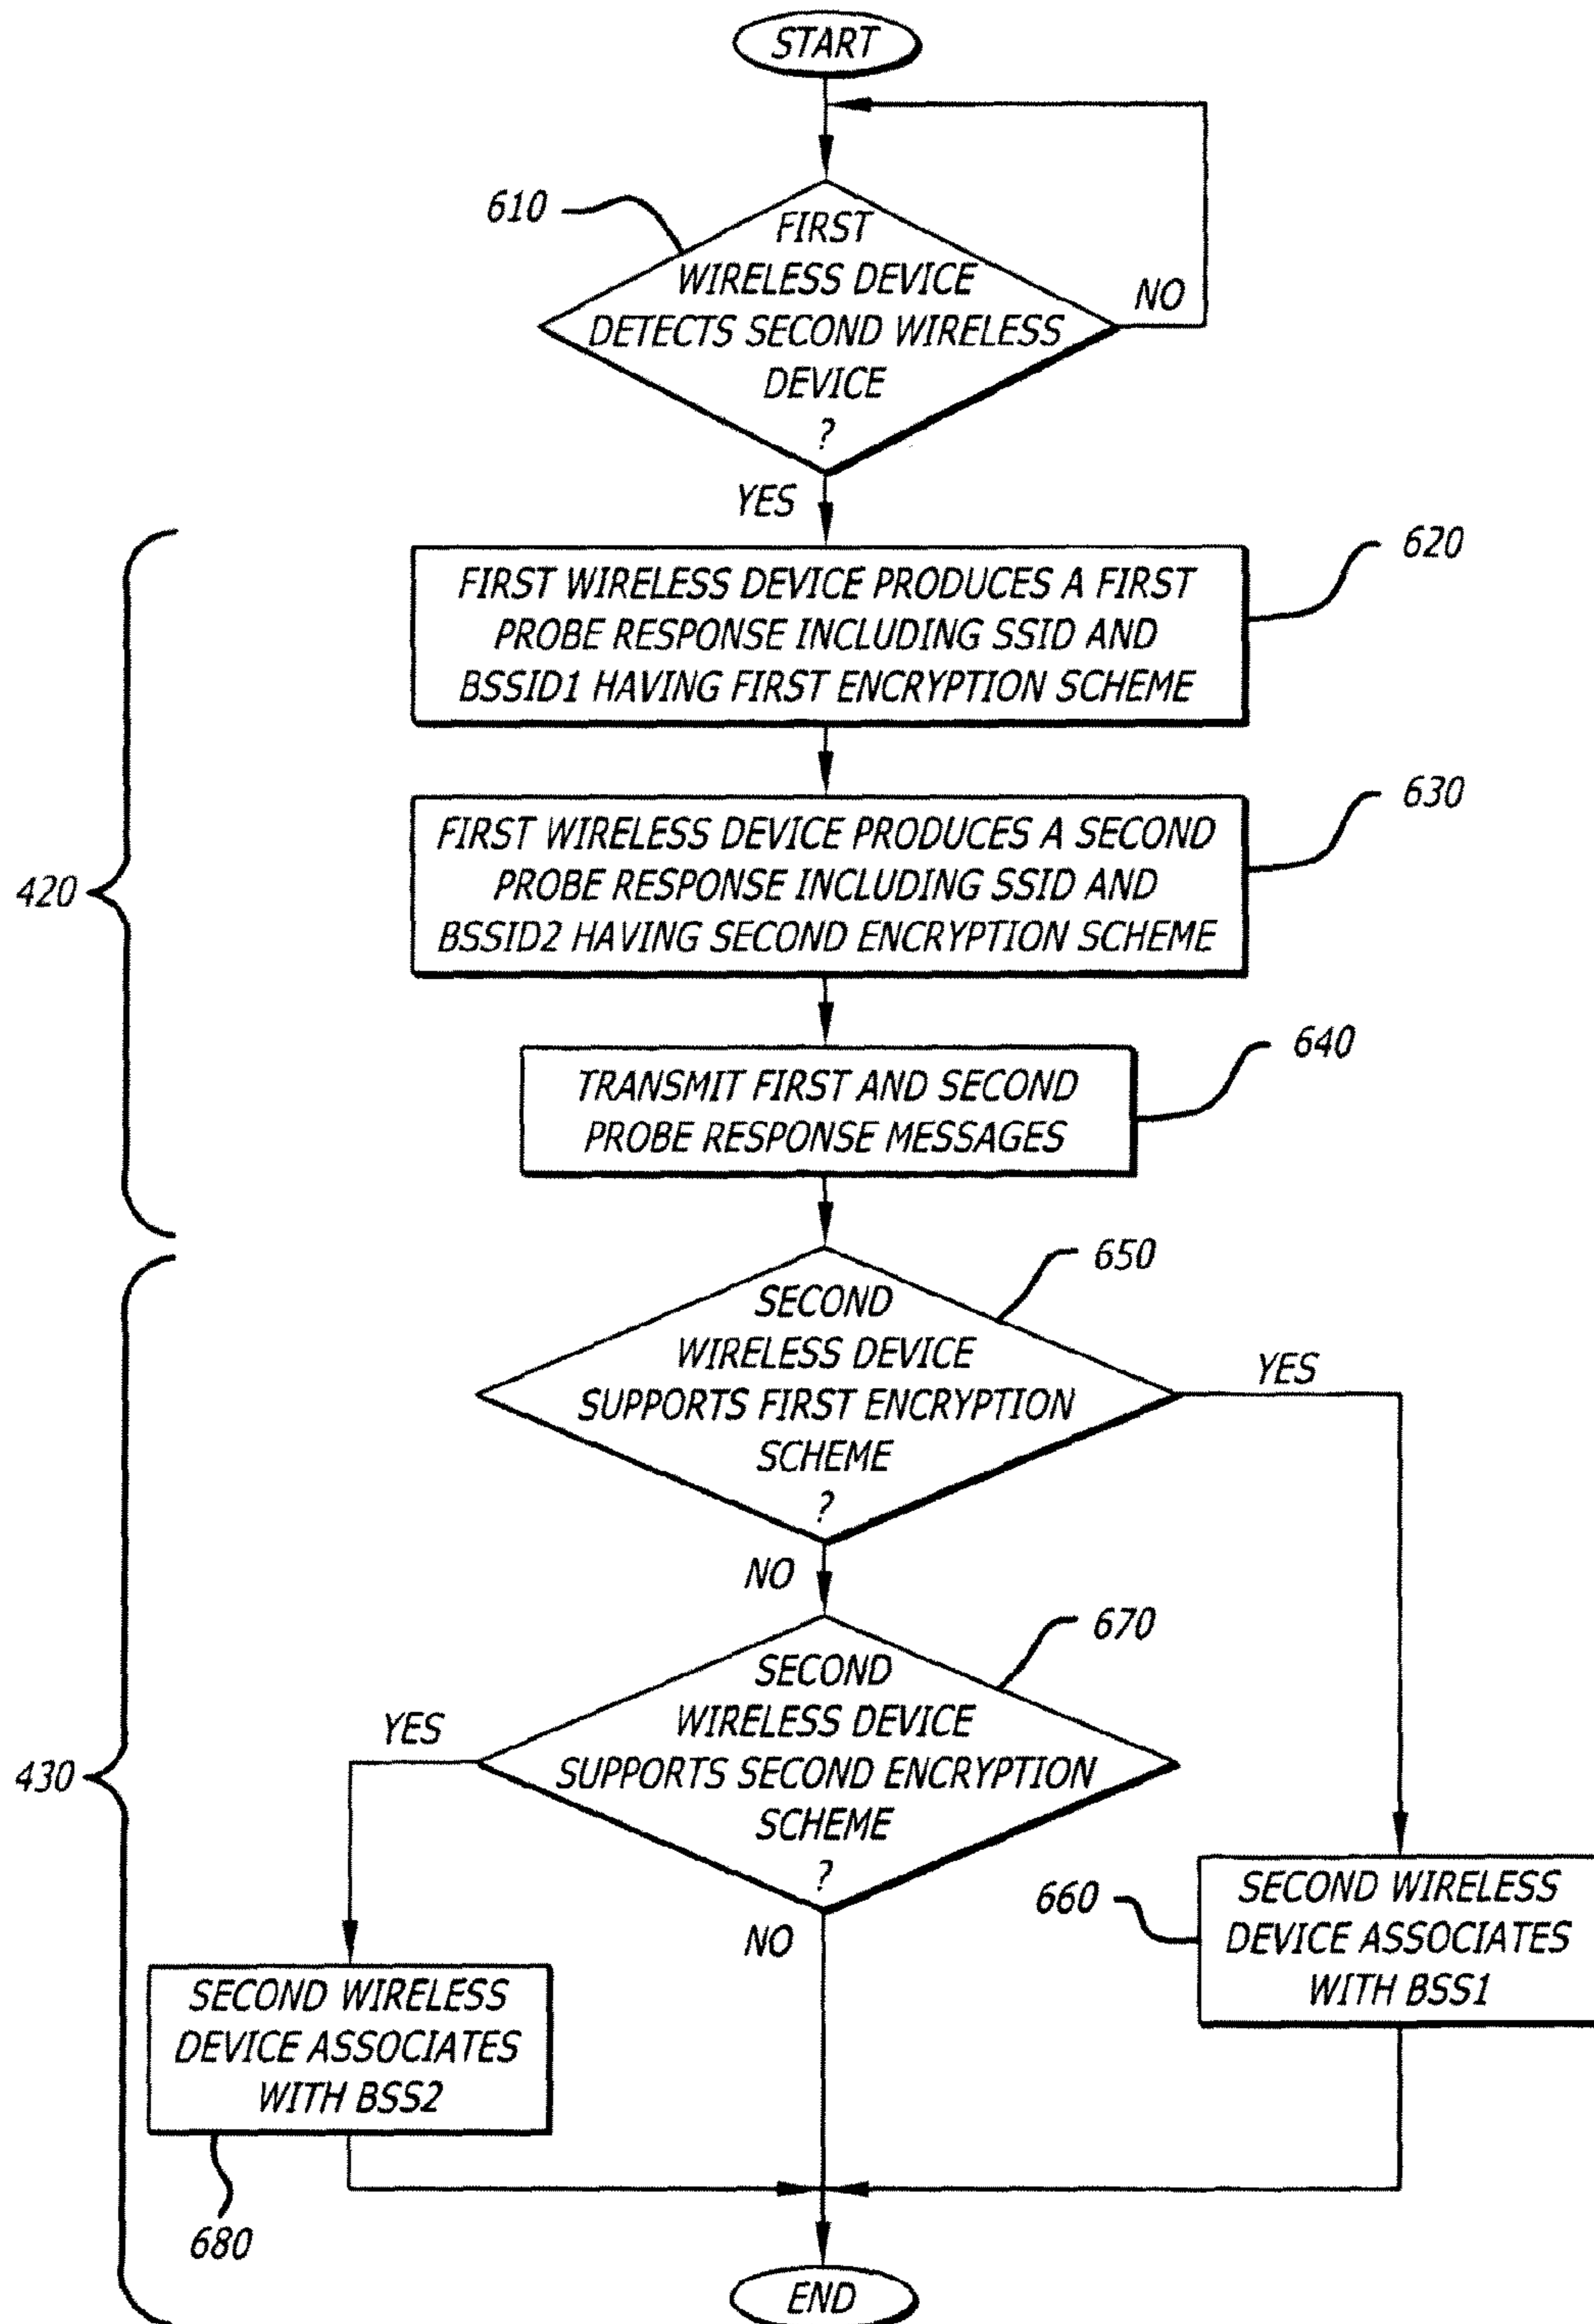 START
610
FIRST
WIRELESS DEVICE
DETECTS SECOND WIRELESS
DEVICE
?
NO
YES
620
FIRST WIRELESS DEVICE PRODUCES A FIRST
PROBE RESPONSE INCLUDING SSID AND
BSSID1 HAVING FIRST ENCRYPTION SCHEME
630
FIRST WIRELESS DEVICE PRODUCES A SECOND
PROBE RESPONSE INCLUDING SSID AND
BSSID2 HAVING SECOND ENCRYPTION SCHEME
420
640
TRANSMIT FIRST AND SECOND
PROBE RESPONSE MESSAGES
650
SECOND
WIRELESS DEVICE
SUPPORTS FIRST ENCRYPTION
SCHEME
?
YES
NO
670
SECOND
WIRELESS DEVICE
SUPPORTS SECOND ENCRYPTION
SCHEME
?
YES
430
NO
660
SECOND WIRELESS
DEVICE ASSOCIATES
WITH BSS1
SECOND WIRELESS
DEVICE ASSOCIATES
WITH BSS2
680
END